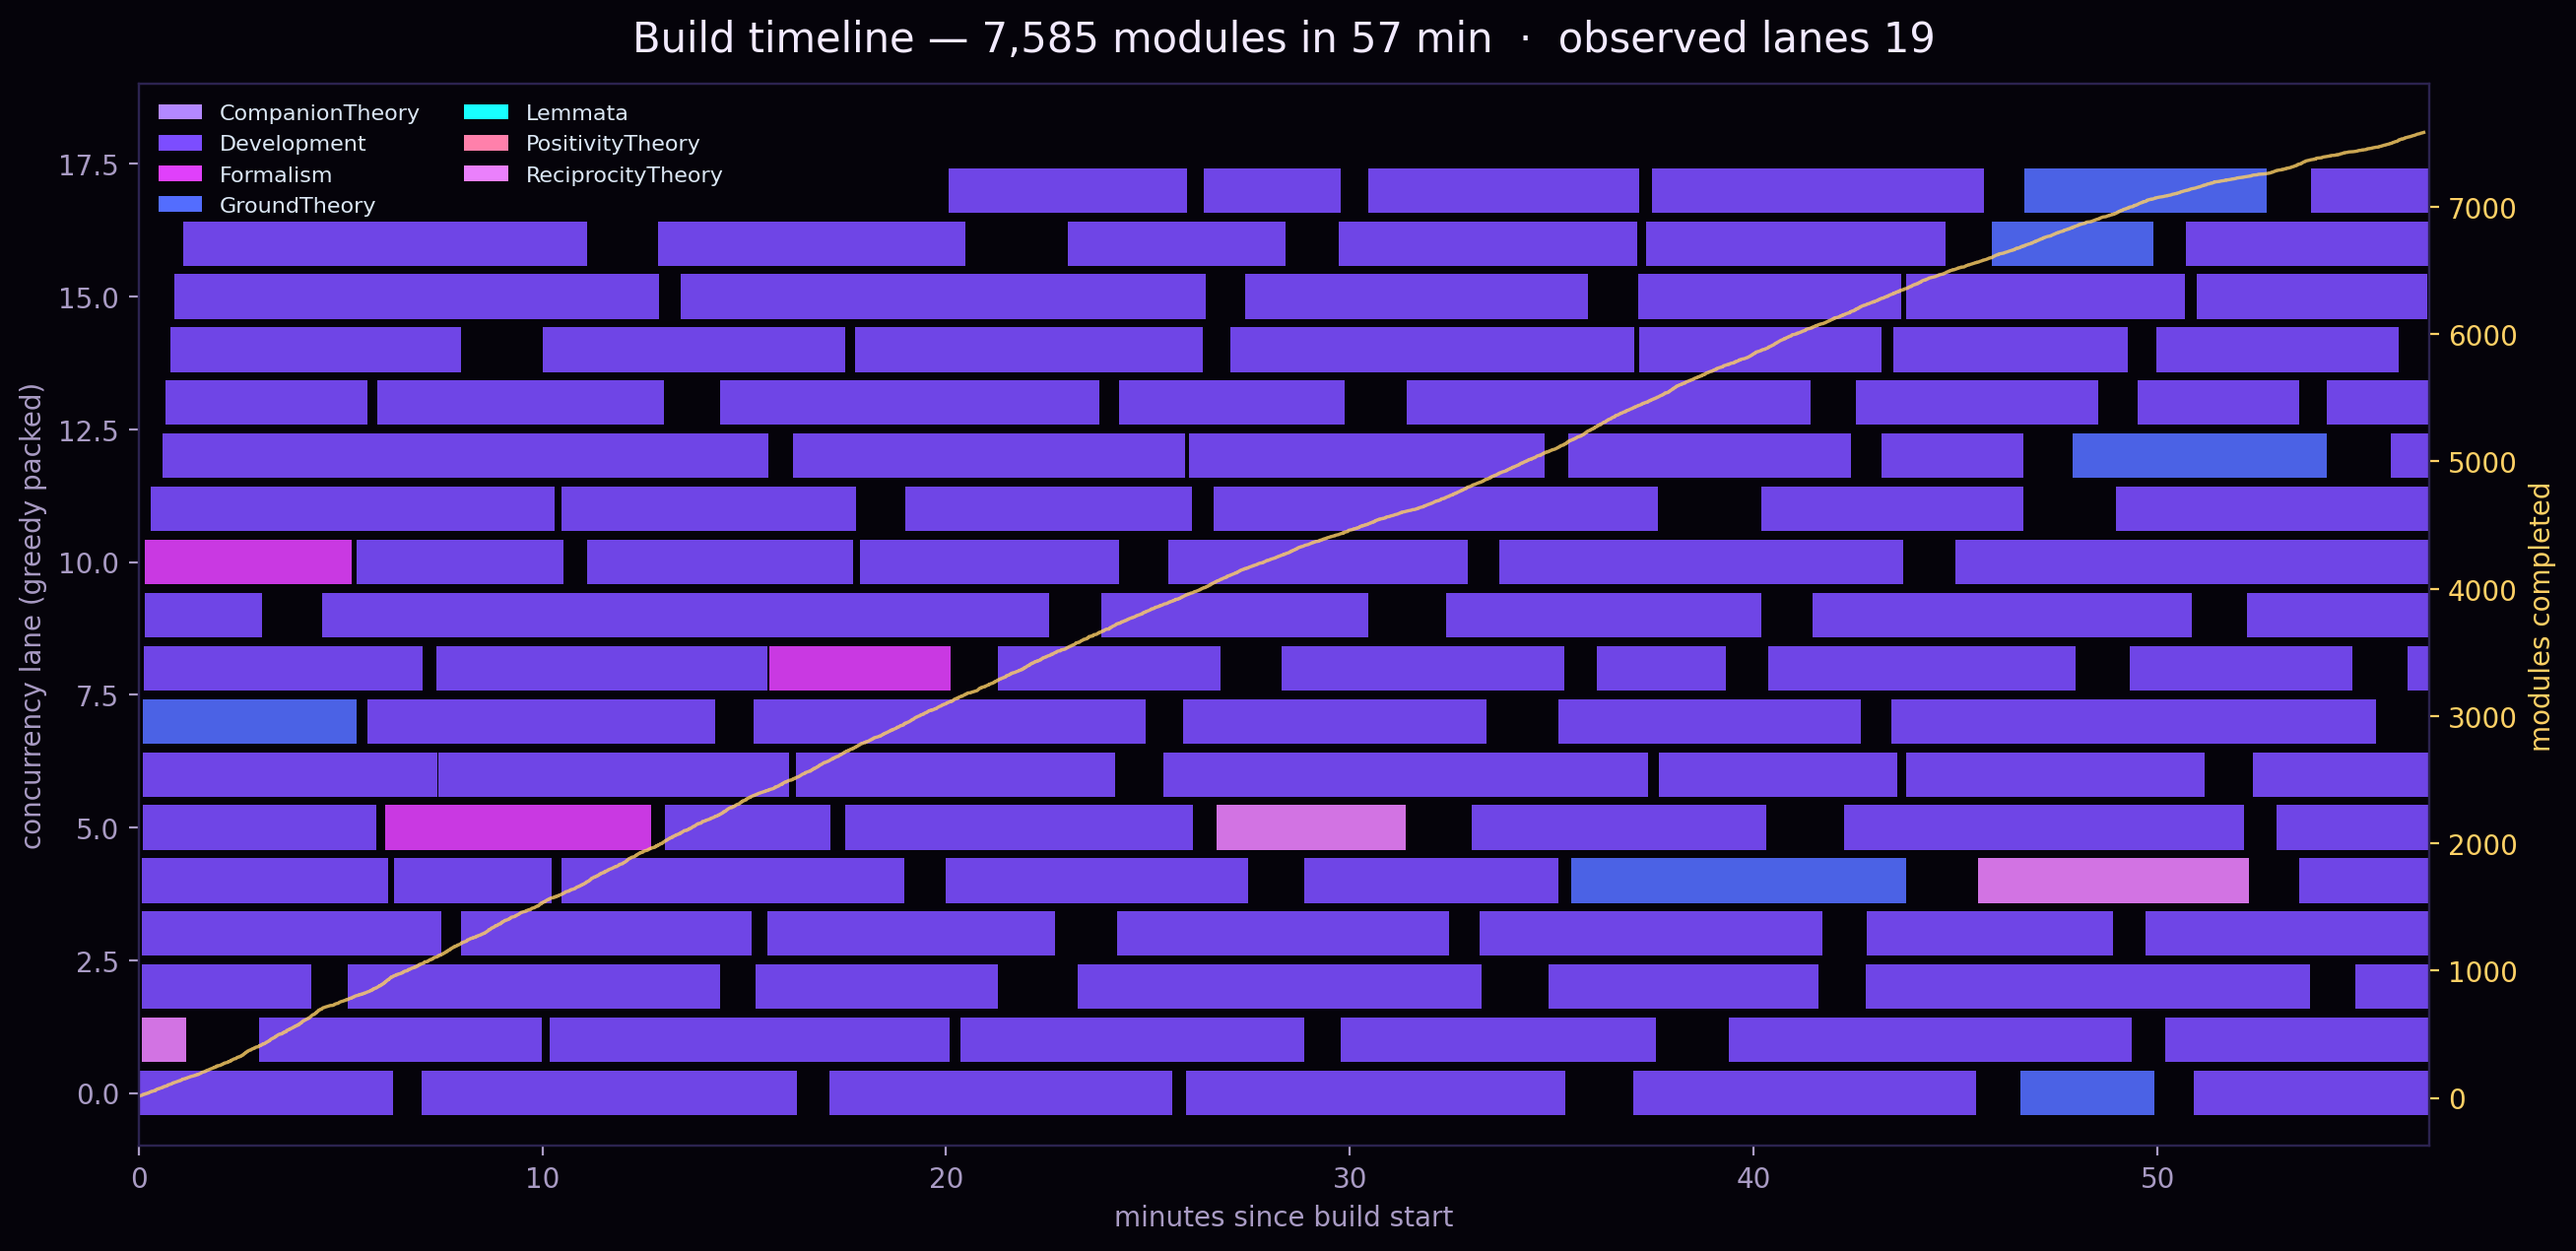 Build timeline — 7,585 modules in 57 min · observed lanes 19
CompanionTheory
Development
Formalism
GroundTheory
Lemmata
PositivityTheory
ReciprocityTheory
concurrency lane (greedy packed)
17.5
15.0
12.5
10.0
7.5
5.0
2.5
0.0
7000
6000
5000
4000
3000
2000
1000
0
modules completed
0 10 20 30 40 50
minutes since build start